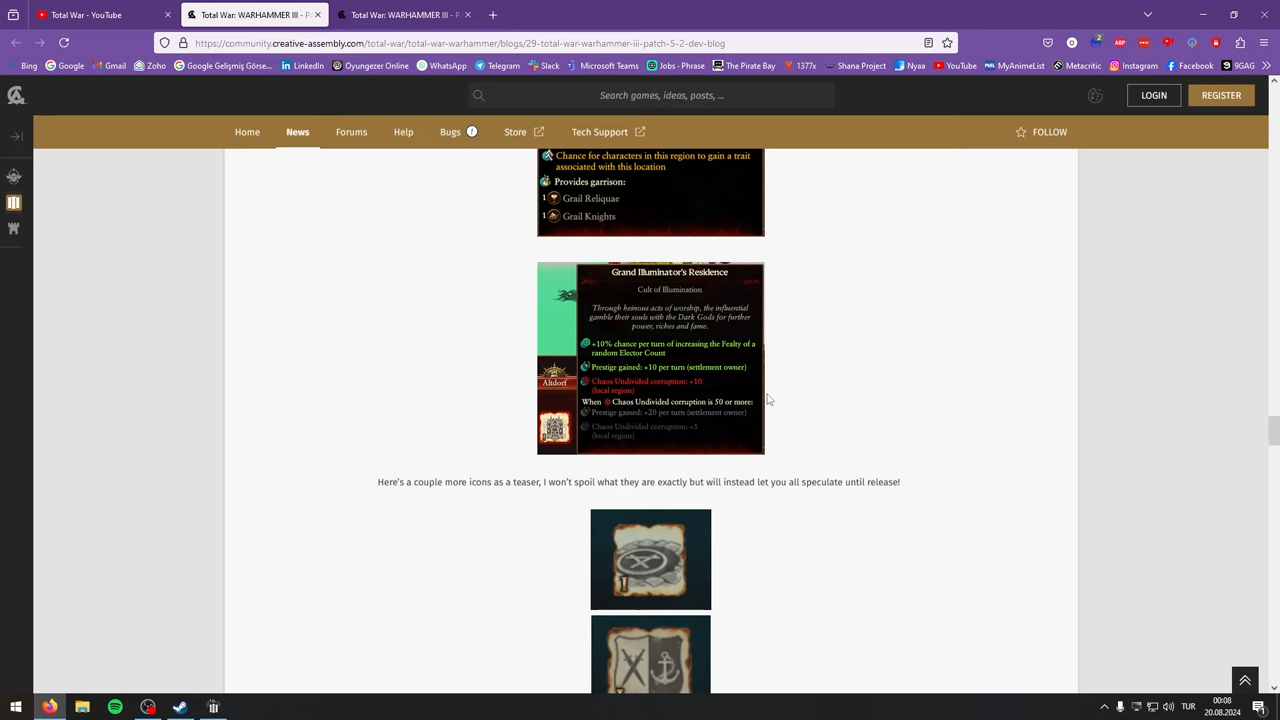 Total War - YouTube
Total War: WARHAMMER III - P
Total War: WARHAMMER III - P
https://community.creative-assembly.com/total-war/total-war-warhammer/blogs/29-total-war-warhammer-iii-patch-5-2-dev-blog
Bing Google Gmail Zoho Google Gelişmiş Görse... LinkedIn Oyungezer Online WhatsApp Telegram Slack Microsoft Teams Jobs · Phrase The Pirate Bay 1377x Shana Project Nyaa YouTube MyAnimeList Metacritic Instagram Facebook 9GAG
Search games, ideas, posts, ...
LOGIN
REGISTER
Home News Forums Help Bugs Store Tech Support
FOLLOW
Chance for characters in this region to gain a trait
associated with this location
Provides garrison:
1 Grail Reliquae
1 Grail Knights
Grand Illuminator's Residence
Cult of Illumination
Through heinous acts of worship, the influential
gamble their souls with the Dark Gods for further
power, riches and fame.
+10% chance per turn of increasing the Fealty of a
random Elector Count
Prestige gained: +10 per turn (settlement owner)
Altdorf
Chaos Undivided corruption: +10
(local region)
When Chaos Undivided corruption is 50 or more:
Prestige gained: +20 per turn (settlement owner)
Chaos Undivided corruption: +5
(local region)
Here's a couple more icons as a teaser, I won't spoil what they are exactly but will instead let you all speculate until release!
I
TUR
00:08
20.08.2024